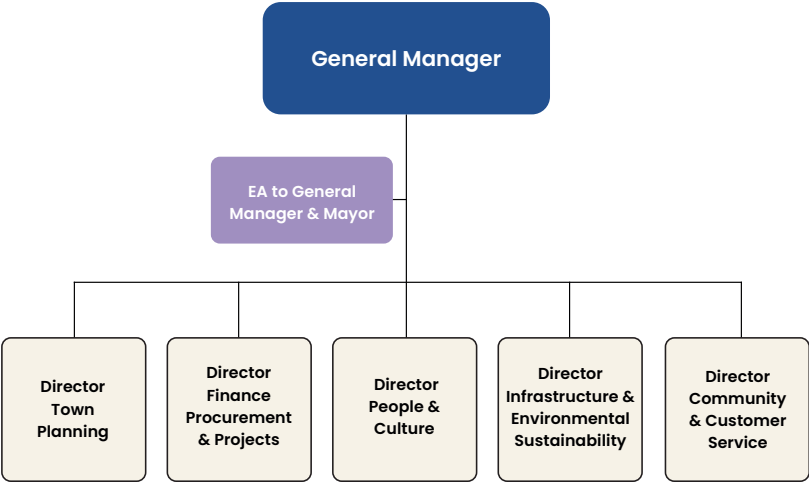 General Manager
EA to General
Manager & Mayor
Director
Town
Planning
Director
Finance
Procurement
& Projects
Director
People &
Culture
Director
Infrastructure &
Environmental
Sustainability
Director
Community
& Customer
Service